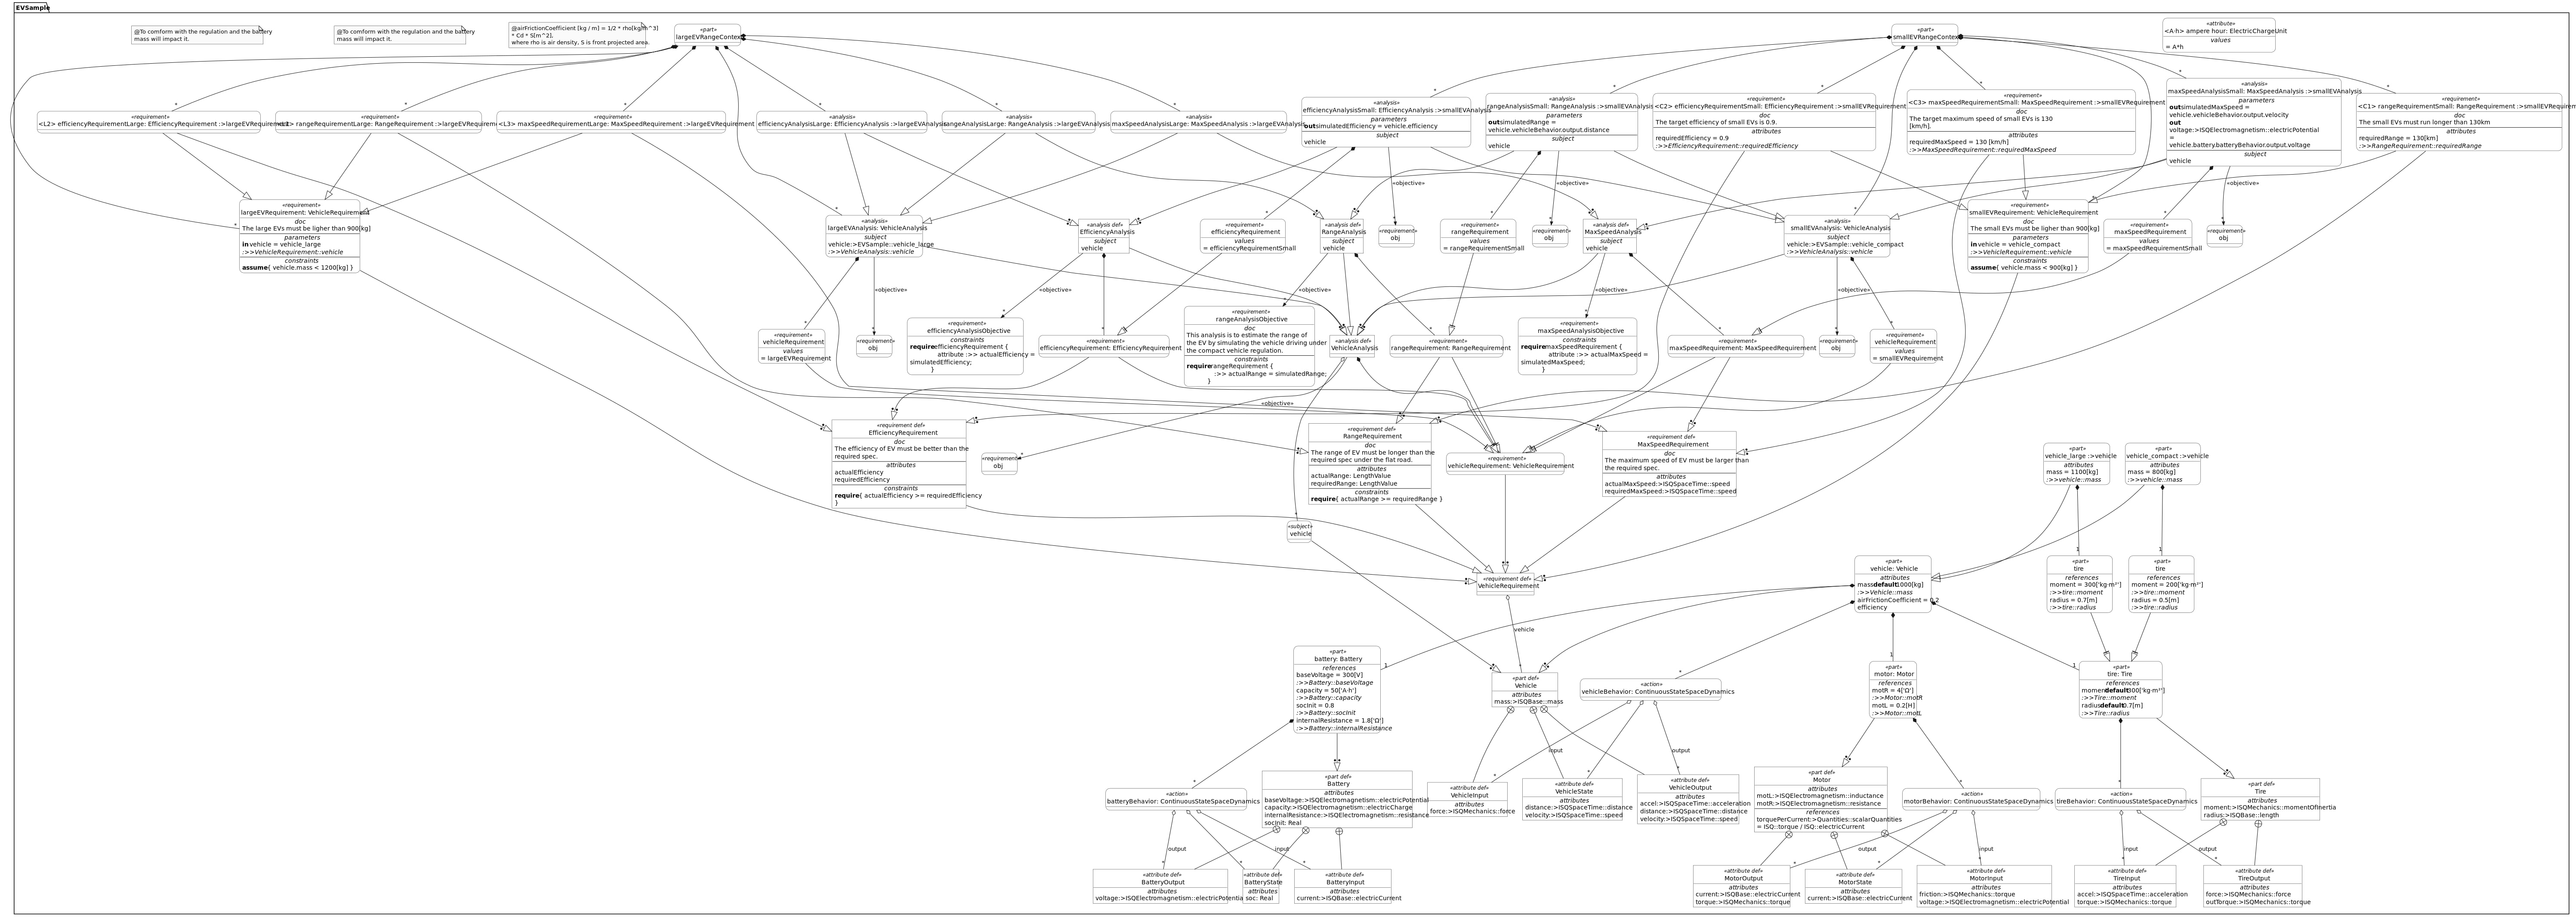 EVSample
@To comform with the regulation and the battery
mass will impact it.
@To comform with the regulation and the battery
mass will impact it.
@airFrictionCoefficient [kg / m] = 1/2 * rho[kg/m^3]
* Cd * S[m^2],
where rho is air density, S is front projected area.
«part»
largeEVRangeContext
«part»
smallEVRangeContext
«attribute»
<A·h> ampere hour: ElectricChargeUnit
values
= A*h
«requirement»
<L2> efficiencyRequirementLarge: EfficiencyRequirement :>largeEVRequirement
«requirement»
rangeRequirementLarge: RangeRequirement :>largeEVRequirement
«requirement»
<L3> maxSpeedRequirementLarge: MaxSpeedRequirement :>largeEVRequirement
«analysis»
efficiencyAnalysisLarge: EfficiencyAnalysis :>largeEVAnalysis
«analysis»
rangeAnalysisLarge: RangeAnalysis :>largeEVAnalysis
«analysis»
maxSpeedAnalysisLarge: MaxSpeedAnalysis :>largeEVAnalysis
«analysis»
efficiencyAnalysisSmall: EfficiencyAnalysis :>smallEVAnalysis
parameters
out simulatedEfficiency = vehicle.efficiency
subject
vehicle
«analysis»
rangeAnalysisSmall: RangeAnalysis :>smallEVAnalysis
parameters
out simulatedRange =
vehicle.vehicleBehavior.output.distance
subject
vehicle
«requirement»
<C2> efficiencyRequirementSmall: EfficiencyRequirement :>smallEVRequirement
doc
The target efficiency of small EVs is 0.9.
attributes
requiredEfficiency = 0.9
:>>EfficiencyRequirement::requiredEfficiency
«requirement»
<C3> maxSpeedRequirementSmall: MaxSpeedRequirement :>smallEVRequirement
doc
The target maximum speed of small EVs is 130
[km/h].
attributes
requiredMaxSpeed = 130 [km/h]
:>>MaxSpeedRequirement::requiredMaxSpeed
«analysis»
maxSpeedAnalysisSmall: MaxSpeedAnalysis :>smallEVAnalysis
parameters
out simulatedMaxSpeed =
vehicle.vehicleBehavior.output.velocity
out
voltage:>ISQElectromagnetism::electricPotential
=
vehicle.battery.batteryBehavior.output.voltage
subject
vehicle
«requirement»
<C1> rangeRequirementSmall: RangeRequirement :>smallEVRequirement
doc
The small EVs must run longer than 130km
attributes
requiredRange = 130[km]
:>>RangeRequirement::requiredRange
«requirement»
largeEVRequirement: VehicleRequirement
doc
The large EVs must be ligher than 900[kg]
parameters
in vehicle = vehicle_large
:>>VehicleRequirement::vehicle
constraints
assume { vehicle.mass < 1200[kg] }
«analysis»
largeEVAnalysis: VehicleAnalysis
subject
vehicle:>EVSample::vehicle_large
:>>VehicleAnalysis::vehicle
«analysis def»
EfficiencyAnalysis
subject
vehicle
«requirement»
efficiencyRequirement
values
= efficiencyRequirementSmall
«analysis def»
RangeAnalysis
subject
vehicle
«objective»
«requirement»
obj
«requirement»
rangeRequirement
values
= rangeRequirementSmall
«objective»
«requirement»
obj
«analysis def»
MaxSpeedAnalysis
subject
vehicle
«analysis»
smallEVAnalysis: VehicleAnalysis
subject
vehicle:>EVSample::vehicle_compact
:>>VehicleAnalysis::vehicle
«requirement»
smallEVRequirement: VehicleRequirement
doc
The small EVs must be ligher than 900[kg]
parameters
in vehicle = vehicle_compact
:>>VehicleRequirement::vehicle
constraints
assume { vehicle.mass < 900[kg] }
«requirement»
maxSpeedRequirement
values
= maxSpeedRequirementSmall
«objective»
«requirement»
obj
«objective»
«objective»
«objective»
«objective»
«objective»
«requirement»
vehicleRequirement
values
= largeEVRequirement
«requirement»
obj
«requirement»
efficiencyAnalysisObjective
constraints
require efficiencyRequirement {
attribute :>> actualEfficiency =
simulatedEfficiency;
}
«requirement»
efficiencyRequirement: EfficiencyRequirement
«requirement»
rangeAnalysisObjective
doc
This analysis is to estimate the range of
the EV by simulating the vehicle driving under
the compact vehicle regulation.
constraints
require rangeRequirement {
:>> actualRange = simulatedRange;
}
«analysis def»
VehicleAnalysis
«requirement»
rangeRequirement: RangeRequirement
«requirement»
maxSpeedAnalysisObjective
constraints
require maxSpeedRequirement {
attribute :>> actualMaxSpeed =
simulatedMaxSpeed;
}
«requirement»
maxSpeedRequirement: MaxSpeedRequirement
«requirement»
obj
«requirement»
vehicleRequirement
values
= smallEVRequirement
«objective»
«requirement def»
EfficiencyRequirement
doc
The efficiency of EV must be better than the
required spec.
attributes
actualEfficiency
requiredEfficiency
constraints
require { actualEfficiency >= requiredEfficiency
}
«requirement»
obj
«requirement def»
RangeRequirement
doc
The range of EV must be longer than the
required spec under the flat road.
attributes
actualRange: LengthValue
requiredRange: LengthValue
constraints
require { actualRange >= requiredRange }
«requirement»
vehicleRequirement: VehicleRequirement
«requirement def»
MaxSpeedRequirement
doc
The maximum speed of EV must be larger than
the required spec.
attributes
actualMaxSpeed:>ISQSpaceTime::speed
requiredMaxSpeed:>ISQSpaceTime::speed
«part»
vehicle_large :>vehicle
attributes
mass = 1100[kg]
:>>vehicle::mass
«part»
vehicle_compact :>vehicle
attributes
mass = 800[kg]
:>>vehicle::mass
«subject»
vehicle
«requirement def»
VehicleRequirement
«part»
vehicle: Vehicle
attributes
mass default 1000[kg]
:>>Vehicle::mass
airFrictionCoefficient = 0.2
efficiency
1
«part»
tire
references
moment = 300['kg·m²']
:>>tire::moment
radius = 0.7[m]
:>>tire::radius
1
«part»
tire
references
moment = 200['kg·m²']
:>>tire::moment
radius = 0.5[m]
:>>tire::radius
vehicle
«part»
battery: Battery
references
baseVoltage = 300[V]
:>>Battery::baseVoltage
capacity = 50['A·h']
:>>Battery::capacity
socInit = 0.8
:>>Battery::socInit
internalResistance = 1.8['Ω']
:>>Battery::internalResistance
1
«part def»
Vehicle
attributes
mass:>ISQBase::mass
«action»
vehicleBehavior: ContinuousStateSpaceDynamics
1
«part»
motor: Motor
references
motR = 4['Ω']
:>>Motor::motR
motL = 0.2[H]
:>>Motor::motL
1
«part»
tire: Tire
references
moment default 300['kg·m²']
:>>Tire::moment
radius default 0.7[m]
:>>Tire::radius
input
output
«action»
batteryBehavior: ContinuousStateSpaceDynamics
«part def»
Battery
attributes
baseVoltage:>ISQElectromagnetism::electricPotential
capacity:>ISQElectromagnetism::electricCharge
internalResistance:>ISQElectromagnetism::resistance
socInit: Real
«attribute def»
VehicleInput
attributes
force:>ISQMechanics::force
«attribute def»
VehicleState
attributes
distance:>ISQSpaceTime::distance
velocity:>ISQSpaceTime::speed
«attribute def»
VehicleOutput
attributes
accel:>ISQSpaceTime::acceleration
distance:>ISQSpaceTime::distance
velocity:>ISQSpaceTime::speed
«part def»
Motor
attributes
motL:>ISQElectromagnetism::inductance
motR:>ISQElectromagnetism::resistance
references
torquePerCurrent:>Quantities::scalarQuantities
= ISQ::torque / ISQ::electricCurrent
«action»
motorBehavior: ContinuousStateSpaceDynamics
«action»
tireBehavior: ContinuousStateSpaceDynamics
«part def»
Tire
attributes
moment:>ISQMechanics::momentOfInertia
radius:>ISQBase::length
output
input
output
input
input
output
«attribute def»
BatteryOutput
attributes
voltage:>ISQElectromagnetism::electricPotential
«attribute def»
BatteryState
attributes
soc: Real
«attribute def»
BatteryInput
attributes
current:>ISQBase::electricCurrent
«attribute def»
MotorOutput
attributes
current:>ISQBase::electricCurrent
torque:>ISQMechanics::torque
«attribute def»
MotorState
attributes
current:>ISQBase::electricCurrent
«attribute def»
MotorInput
attributes
friction:>ISQMechanics::torque
voltage:>ISQElectromagnetism::electricPotential
«attribute def»
TireInput
attributes
accel:>ISQSpaceTime::acceleration
torque:>ISQMechanics::torque
«attribute def»
TireOutput
attributes
force:>ISQMechanics::force
outTorque:>ISQMechanics::torque